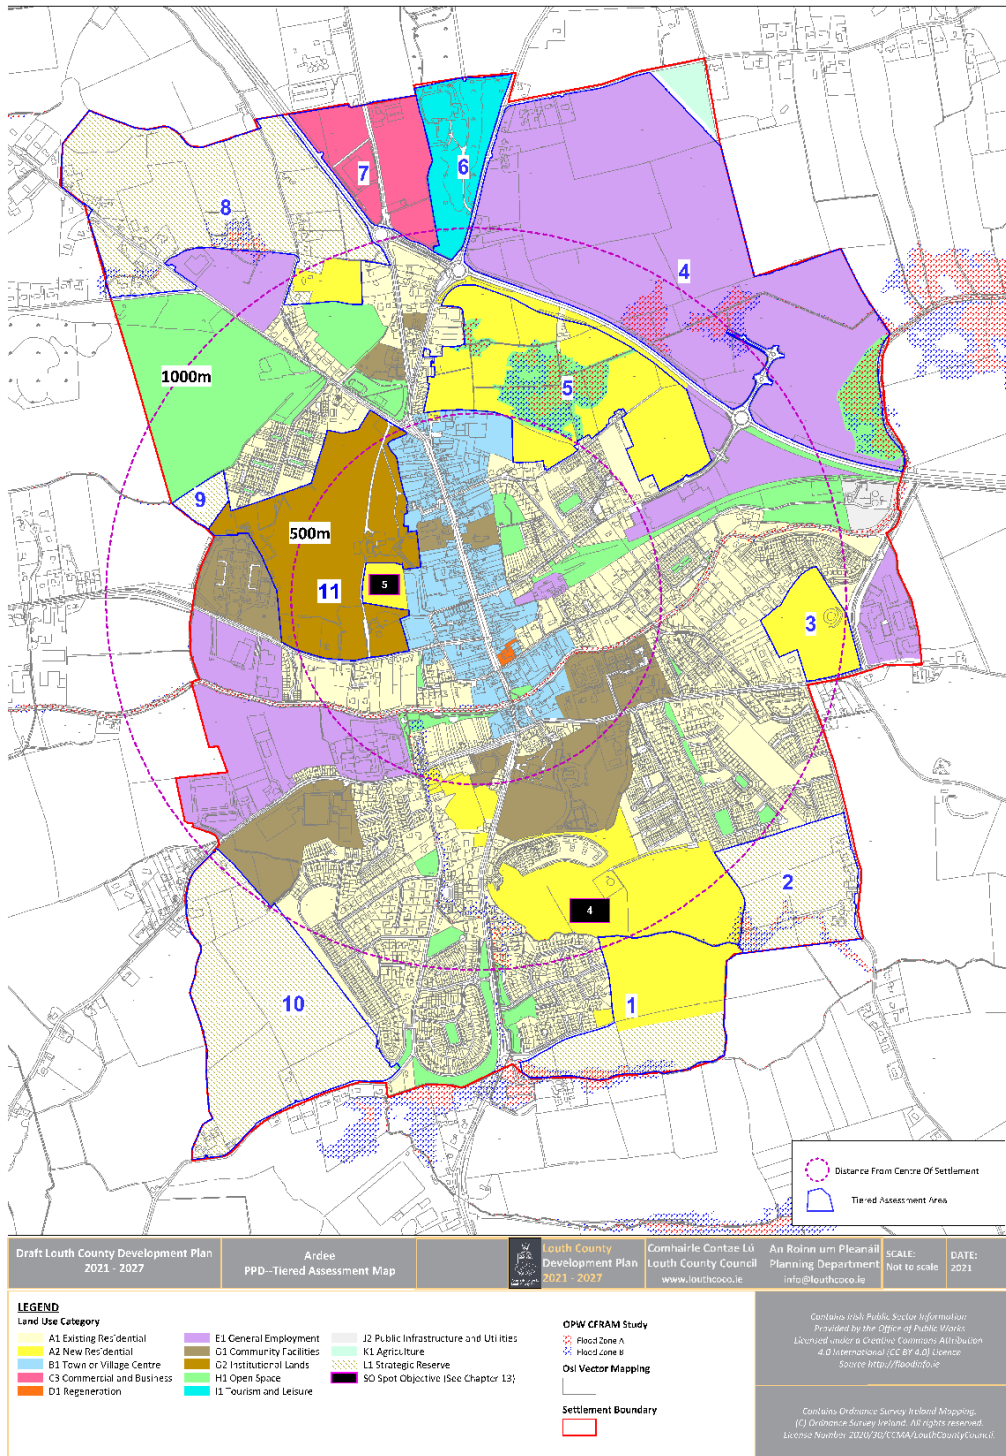 7
6
8
4
1000m
5
9
500m
11
5
3
2
4
1
10
Distance From Centre Of Settlement
Tiered Assessment Area
Draft Louth County Development Plan
2021 - 2027
Ardee
PPD--Tiered Assessment Map
Louth County
Development Plan
2021 - 2027
Comhairle Contae Lú
Louth County Council
www.louthcoco.ie
An Roinn um Pleanáil
Planning Department
info@louthcoco.ie
SCALE:
Not to scale
DATE:
2021
LEGEND
Land Use Category
A1 Existing Residential
A2 New Residential
B1 Town or Village Centre
C3 Commercial and Business
D1 Regeneration
E1 General Employment
G1 Community Facilities
G2 Institutional Lands
H1 Open Space
I1 Tourism and Leisure
J2 Public Infrastructure and Utilities
K1 Agriculture
L1 Strategic Reserve
SO Spot Objective (See Chapter 13)
OPW CFRAM Study
Flood Zone A
Flood Zone B
OSI Vector Mapping
Settlement Boundary
Contains Irish Public Sector Information
Provided by the Office of Public Works
Licensed under a Creative Commons Attribution
4.0 International (CC BY 4.0) Licence
Source http://floodinfo.ie
Contains Ordnance Survey Ireland Mapping.
(C) Ordnance Survey Ireland. All rights reserved.
License Number 2020/30/CCMA/LouthCountyCouncil.